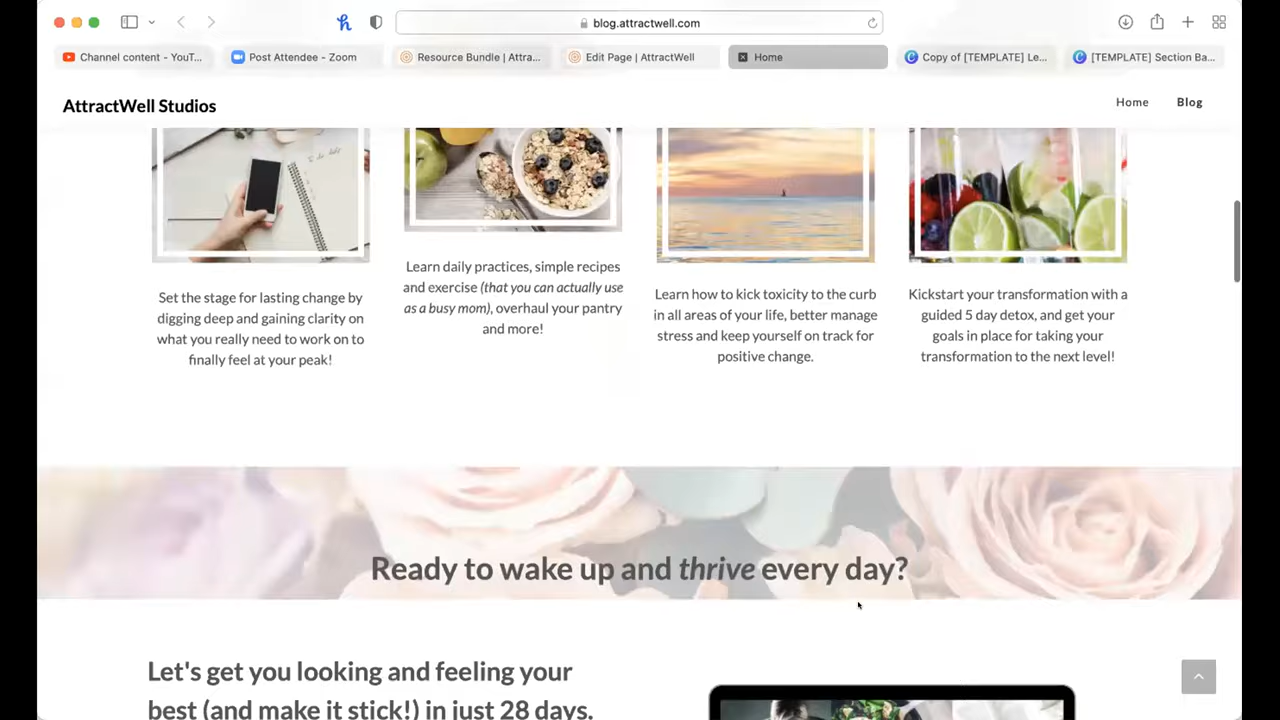 blog.attractwell.com
Channel content - YouT...
Post Attendee - Zoom
Resource Bundle | Attra...
Edit Page | AttractWell
Home
Copy of [TEMPLATE] Le...
[TEMPLATE] Section Ba...
AttractWell Studios
Home
Blog
Set the stage for lasting change by
digging deep and gaining clarity on
what you really need to work on to
finally feel at your peak!
Learn daily practices, simple recipes
and exercise (that you can actually use
as a busy mom), overhaul your pantry
and more!
Learn how to kick toxicity to the curb
in all areas of your life, better manage
stress and keep yourself on track for
positive change.
Kickstart your transformation with a
guided 5 day detox, and get your
goals in place for taking your
transformation to the next level!
Ready to wake up and thrive every day?
Let's get you looking and feeling your
best (and make it stick!) in just 28 days.